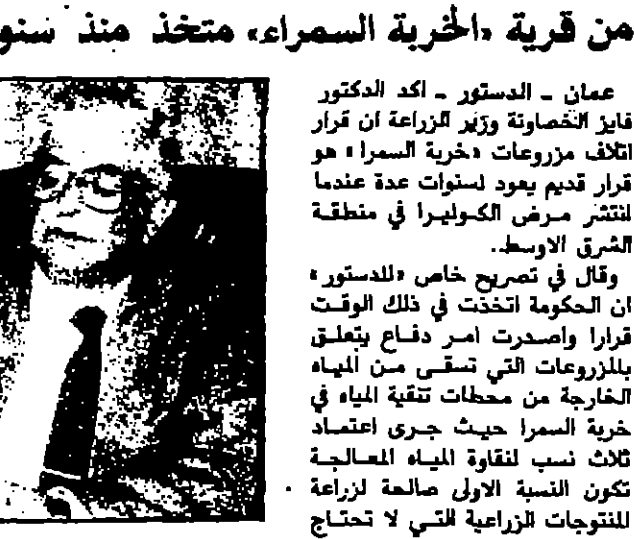 من قرية «الخربة السمراء» متخذ منذ سنو
عمان ـ الدستور ـ اكد الدكتور
فايز الخصاونة وزير الزراعة ان قرار
اتلاف مزروعات «خربة السمرا» هو
قرار قديم يعود لسنوات عدة عندما
انتشر مرض الكوليرا في منطقة
الشرق الاوسط..
وقال في تصريح خاص «للدستور»
ان الحكومة اتخذت في ذلك الوقت
قرارا واصدرت امر دفاع يتعلق
بالمزروعات التي تسقى من المياه
الخارجة من محطات تنقية المياه في
خربة السمرا حيث جرى اعتماد
ثلاث نسب لنقاوة المياه المعالجة
تكون النسبة الاولى صالحة لزراعة
المنتوجات الزراعية التي لا تحتاج